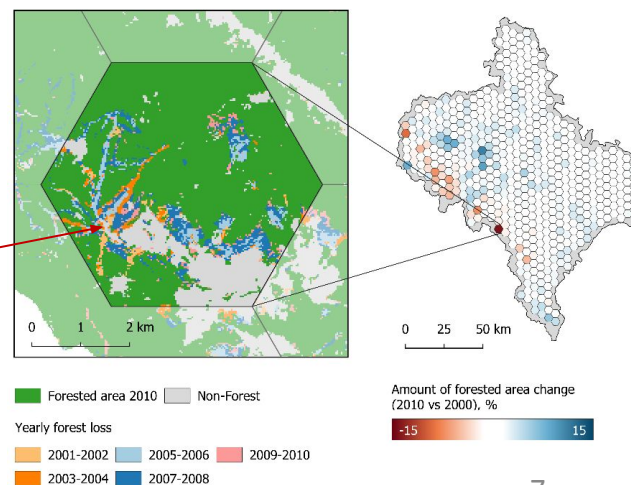 0 1 2 km
0 25 50 km
Forested area 2010 Non-Forest
Yearly forest loss
2001-2002 2005-2006 2009-2010
2003-2004 2007-2008
Amount of forested area change
(2010 vs 2000), %
-15 15